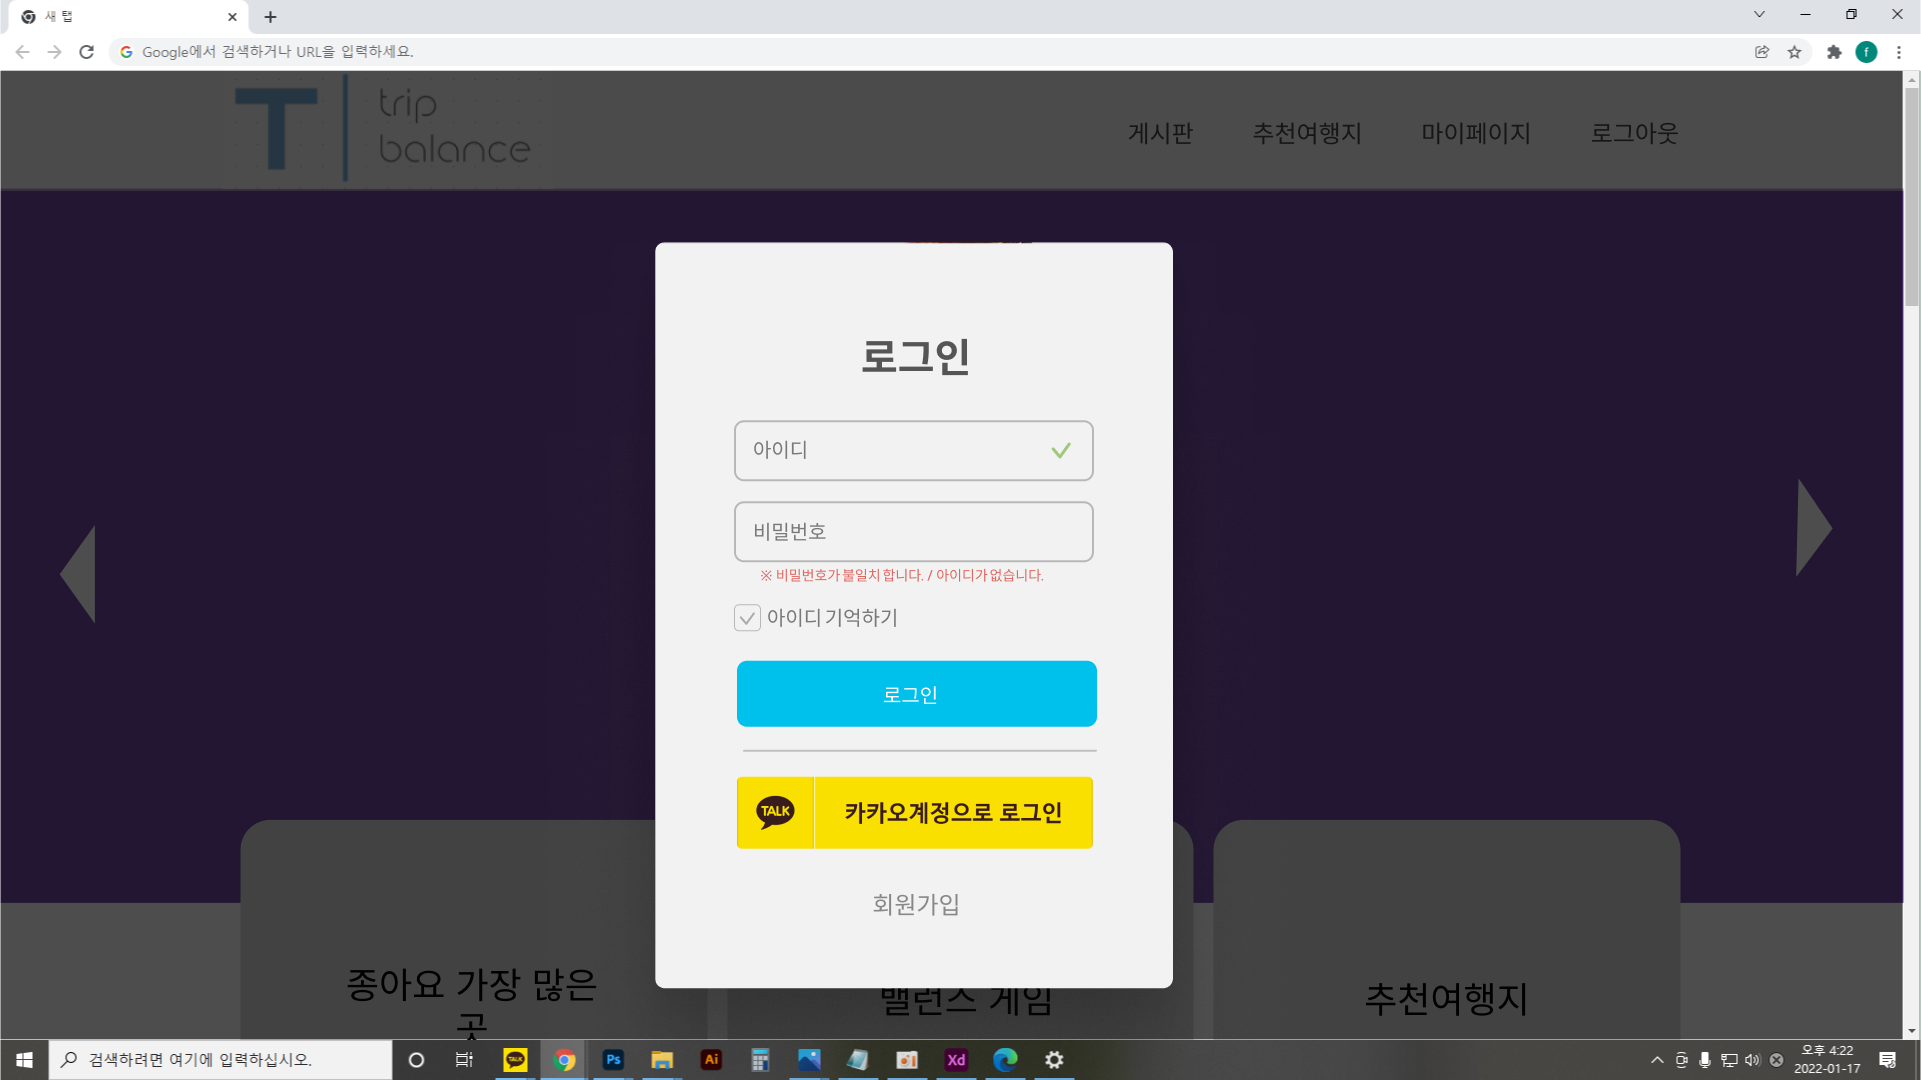 새 탭
Google에서 검색하거나 URL을 입력하세요.
f
T
trip
balance
게시판 추천여행지 마이페이지 로그아웃
로그인
아이디
비밀번호
※ 비밀번호가 불일치 합니다. / 아이디가 없습니다.
아이디 기억하기
로그인
TALK 카카오계정으로 로그인
회원가입
종아요 가장 많은
곳
밸런스 게임
추천여행지
검색하려면 여기에 입력하십시오.
TALK
Ps
Ai
Xd
오후 4:22
2022-01-17